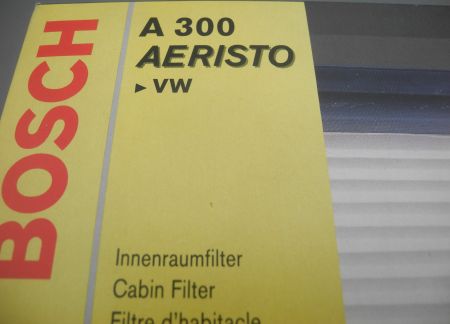 BOSCH
A 300
AERISTO
▸ VW
Innenraumfilter
Cabin Filter
Filtre d'habitacle